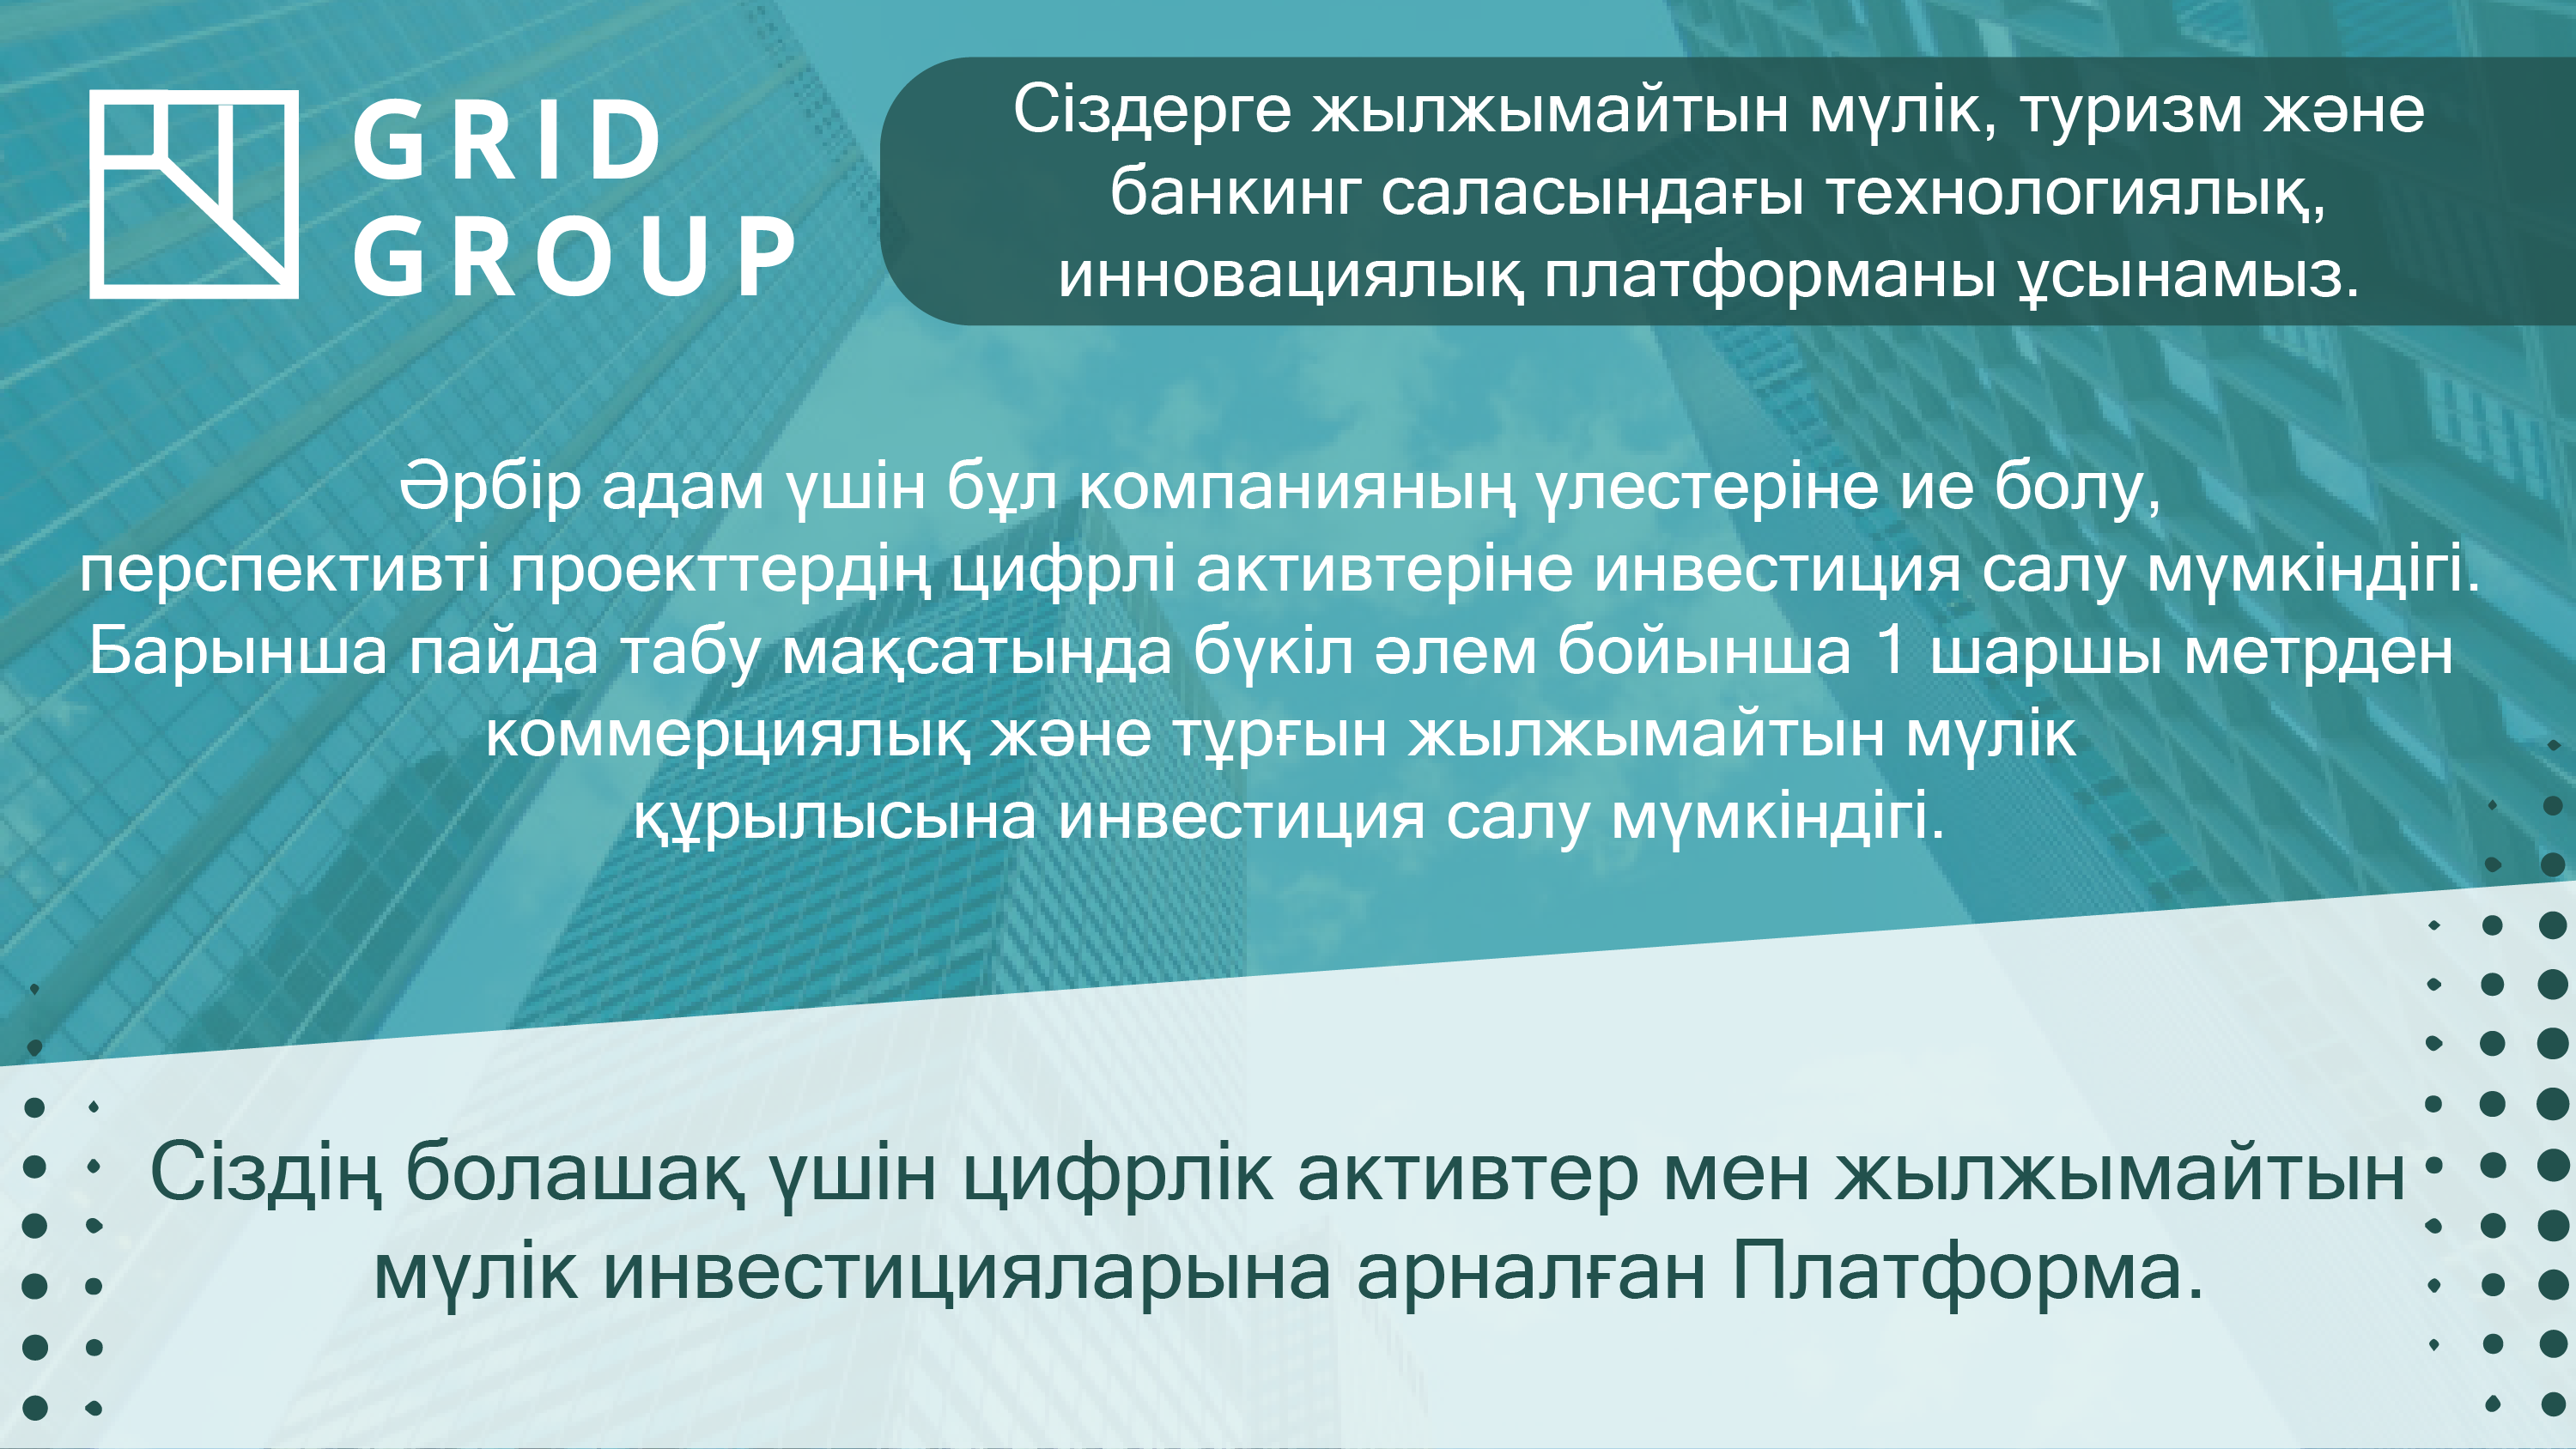 GRID
GROUP
Сіздерге жылжымайтын мүлік, туризм және
банкинг саласындағы технологиялық,
инновациялық платформаны ұсынамыз.
Әрбір адам үшін бұл компанияның үлестеріне ие болу,
перспективті проекттердің цифрлі активтеріне инвестиция салу мүмкіндігі.
Барынша пайда табу мақсатында бүкіл әлем бойынша 1 шаршы метрден
коммерциялық және тұрғын жылжымайтын мүлік
құрылысына инвестиция салу мүмкіндігі.
Сіздің болашақ үшін цифрлік активтер мен жылжымайтын
мүлік инвестицияларына арналған Платформа.